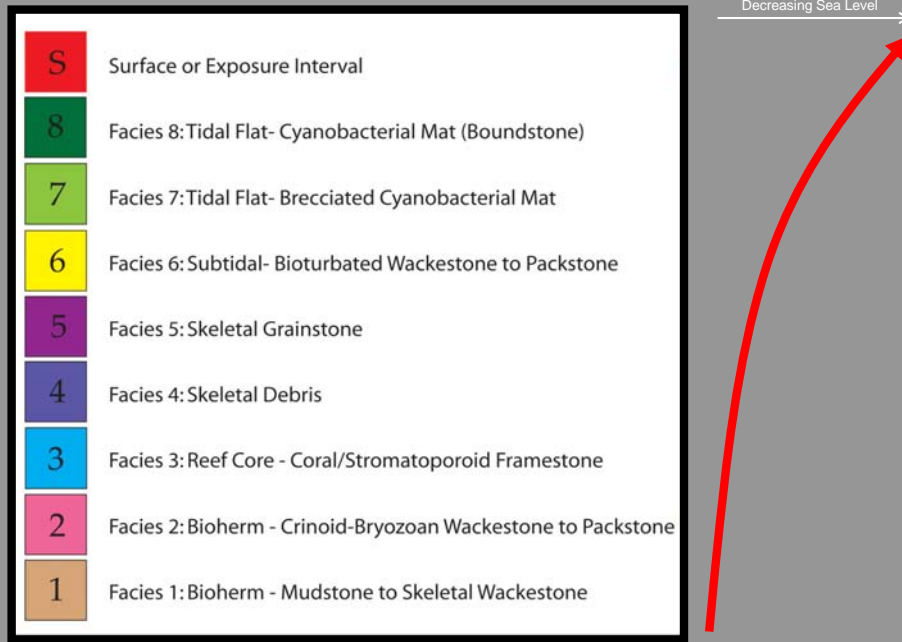 Decreasing Sea Level
S Surface or Exposure Interval
8 Facies 8: Tidal Flat- Cyanobacterial Mat (Boundstone)
7 Facies 7: Tidal Flat- Brecciated Cyanobacterial Mat
6 Facies 6: Subtidal- Bioturbated Wackestone to Packstone
5 Facies 5: Skeletal Grainstone
4 Facies 4: Skeletal Debris
3 Facies 3: Reef Core - Coral/Stromatoporoid Framestone
2 Facies 2: Bioherm - Crinoid-Bryozoan Wackestone to Packstone
1 Facies 1: Bioherm - Mudstone to Skeletal Wackestone